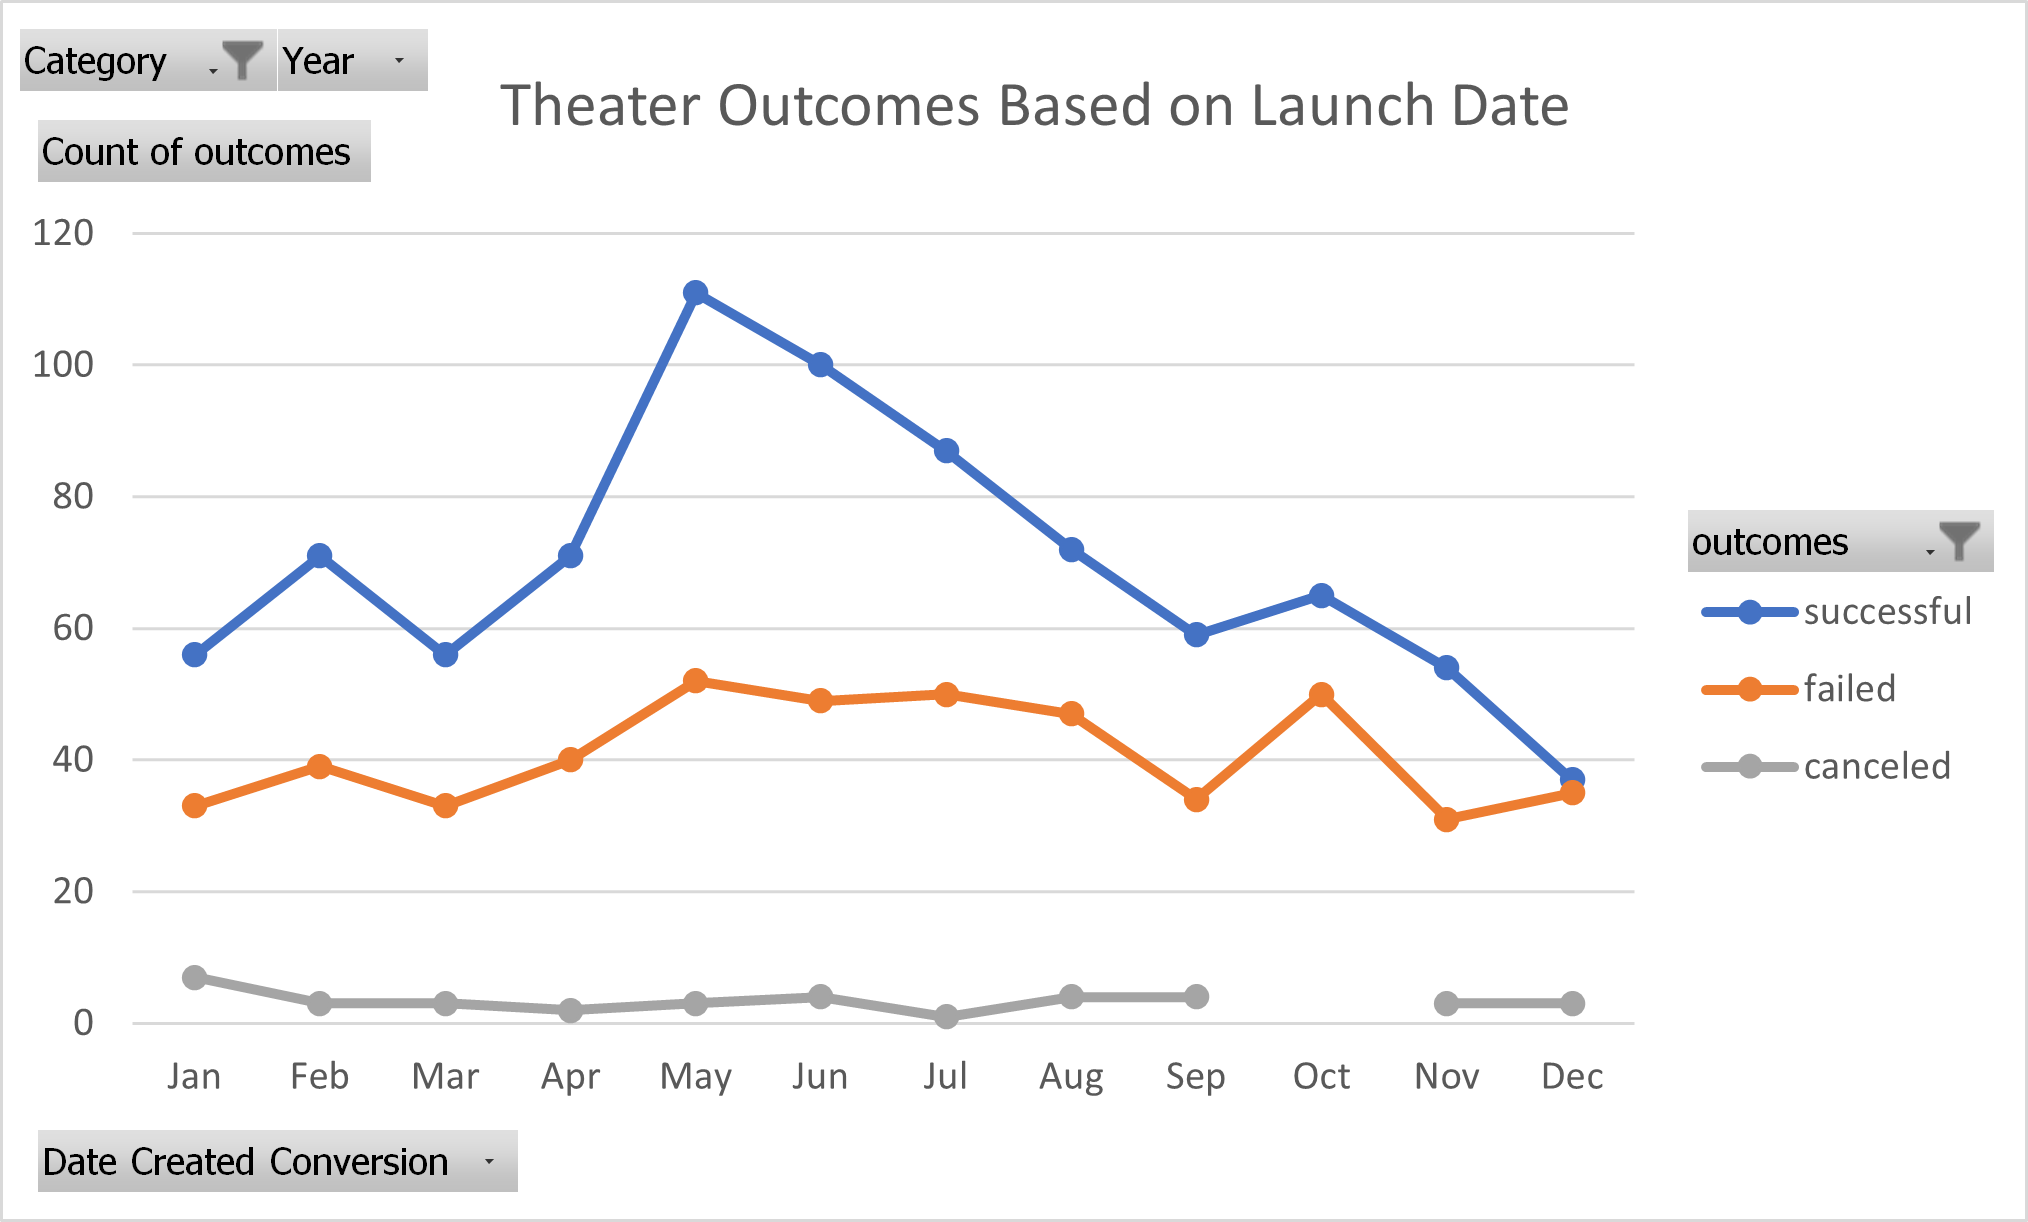 Category Year
Theater Outcomes Based on Launch Date
Count of outcomes
120
100
80
60
40
20
0
Jan Feb Mar Apr May Jun Jul Aug Sep Oct Nov Dec
outcomes
successful
failed
canceled
Date Created Conversion